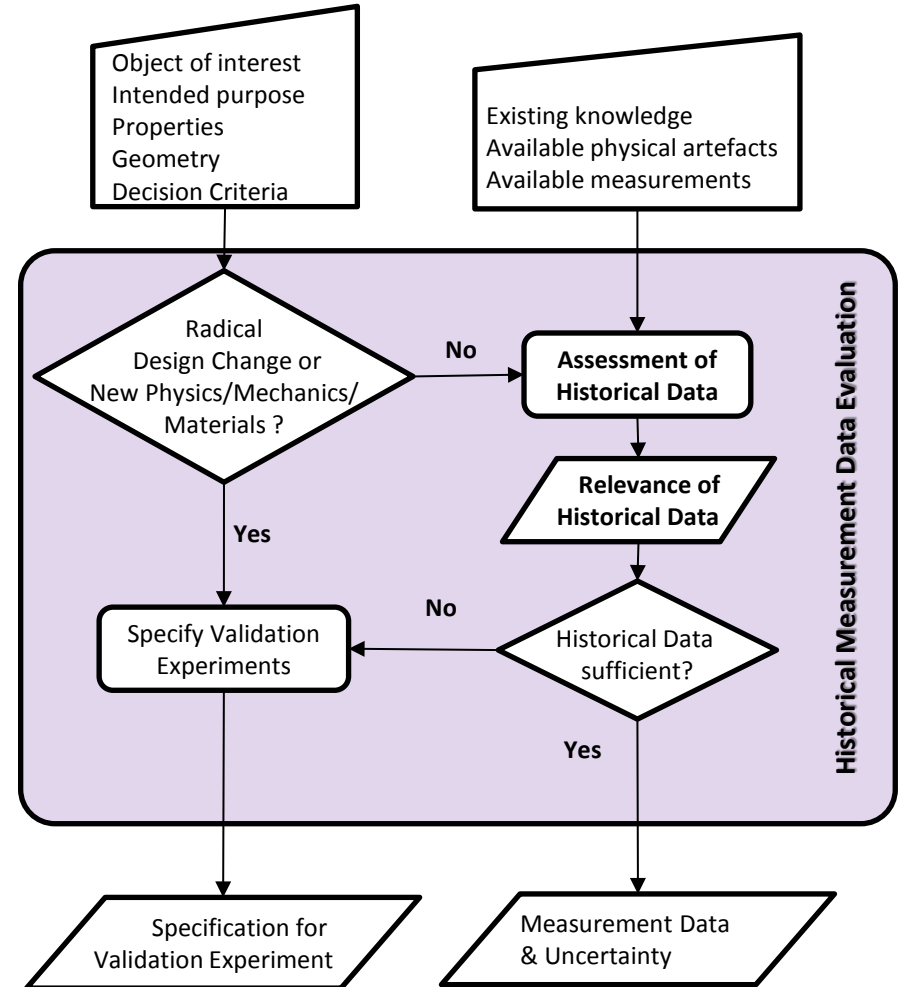 Object of interest
Intended purpose
Properties
Geometry
Decision Criteria
Existing knowledge
Available physical artefacts
Available measurements
Radical
Design Change or
New Physics/Mechanics/
Materials ?
No
Assessment of
Historical Data
Relevance of
Historical Data
Yes
No
Specify Validation
Experiments
Historical Data
sufficient?
Yes
Historical Measurement Data Evaluation
Specification for
Validation Experiment
Measurement Data
& Uncertainty